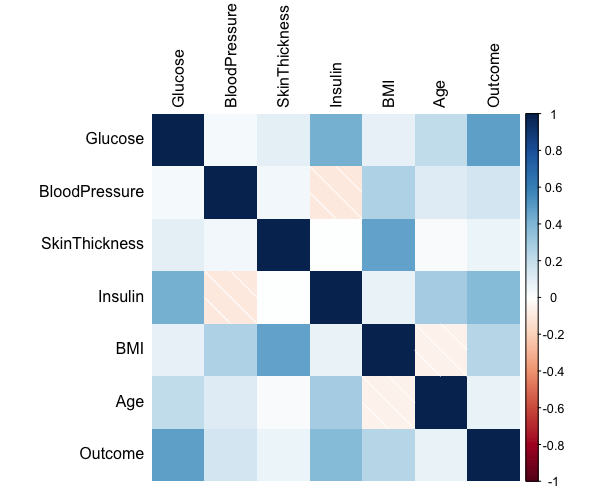 Glucose
BloodPressure
SkinThickness
Insulin
BMI
Age
Outcome
Glucose
BloodPressure
SkinThickness
Insulin
BMI
Age
Outcome
1
0.8
0.6
0.4
0.2
0
-0.2
-0.4
-0.6
-0.8
-1